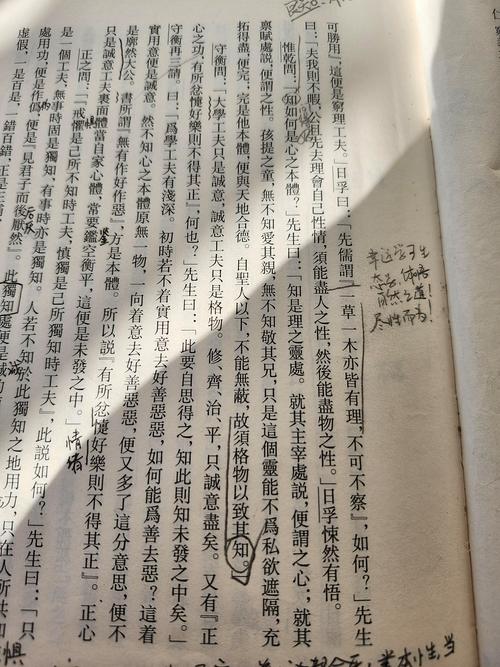 可勝用』，這便是窮理工夫。」日孚曰：「先儒謂『一草一木亦皆有理，不可不察』，如何？」先生
曰：「『夫我則不暇』。公且先去理會自己性情，須能盡人之性，然後能盡物之性。」日孚悚然有悟。
惟乾問：「知如何是心之本體？」先生曰：「知是理之靈處。就其主宰處說，便謂之心；就其
禀賦處說，便謂之性。孩提之童，無不知愛其親，無不知敬其兄，只是這個靈能不爲私欲遮隔，充
拓得盡，便完；完是他本體，便與天地合德。自聖人以下，不能無蔽，故須格物以致其知。」
守衡問：「大學工夫只是誠意，誠意工夫只是格物。修、齊、治、平，只誠意盡矣。又有『正
心之功，有所忿懥好樂則不得其正』，何也？」先生曰：「此要自思得之，知此則知未發之中矣。」
守衡再三請。曰：「爲學工夫有淺深。初時若不着實用意去好善惡惡，如何能爲善去惡？這着
實用意便是誠意。然不知心之本體原無一物，一向着意去好善惡惡，便又多了這分意思，便不
是廓然大公。書所謂『無有作好作惡』，方是本體。所以說『有所忿懥好樂則不得其正』。正心
只是誠意工夫裏面體當自家心體，常要鑑空衡平，這便是未發之中。」
正之問：「『戒懼是己所不知時工夫，慎獨是己所獨知時工夫』，此說如何？」先生曰：「只
是一個工夫，無事時固是獨知，有事時亦是獨知。人若不知於此獨知之地用力，只在人所共知
處用功，便是作僞，便是『見君子而後厭然』。此獨知處便是誠
虛假，一是百是，一錯百錯，正是王
幸运学习生
尽性而为！
情绪
鉴
懼